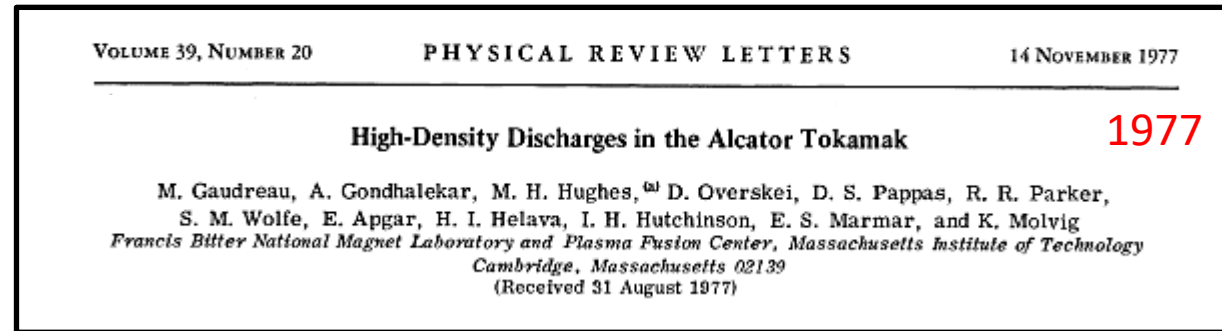 VOLUME 39, NUMBER 20 PHYSICAL REVIEW LETTERS 14 NOVEMBER 1977
High-Density Discharges in the Alcator Tokamak 1977
M. Gaudreau, A. Gondhalekar, M. H. Hughes,(a) D. Overskei, D. S. Pappas, R. R. Parker,
S. M. Wolfe, E. Apgar, H. I. Helava, I. H. Hutchinson, E. S. Marmar, and K. Molvig
Francis Bitter National Magnet Laboratory and Plasma Fusion Center, Massachusetts Institute of Technology
Cambridge, Massachusetts 02139
(Received 31 August 1977)